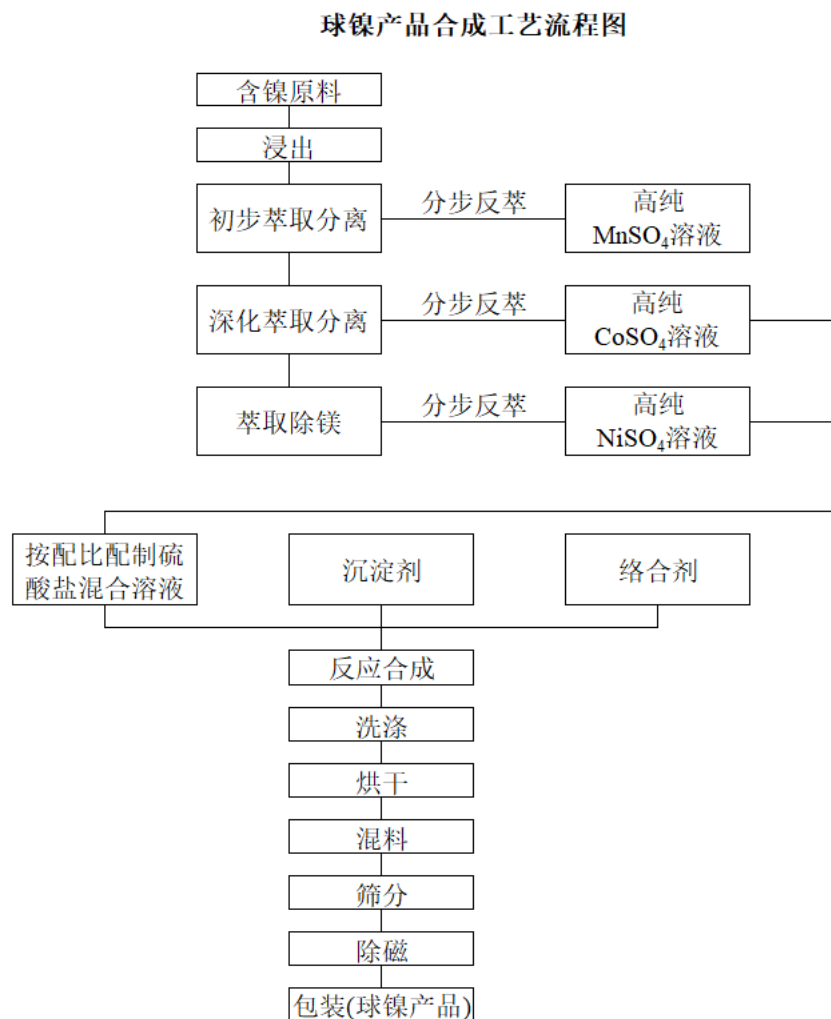 球镍产品合成工艺流程图
含镍原料
浸出
初步萃取分离
分步反萃
高纯
MnSO₄溶液
深化萃取分离
分步反萃
高纯
CoSO₄溶液
萃取除镁
分步反萃
高纯
NiSO₄溶液
按配比配制硫
酸盐混合溶液
沉淀剂
络合剂
反应合成
洗涤
烘干
混料
筛分
除磁
包装(球镍产品)